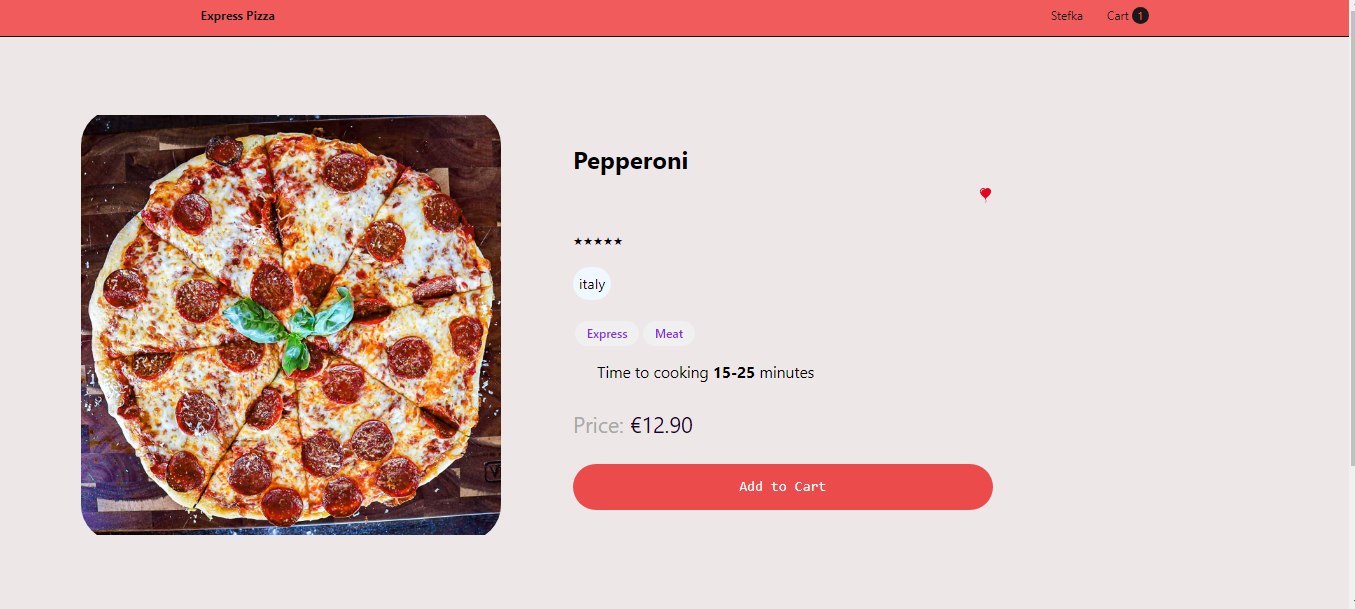 Express Pizza
Stefka Cart 1
Pepperoni
★★★★★
italy
Express Meat
Time to cooking 15-25 minutes
Price: €12.90
Add to Cart